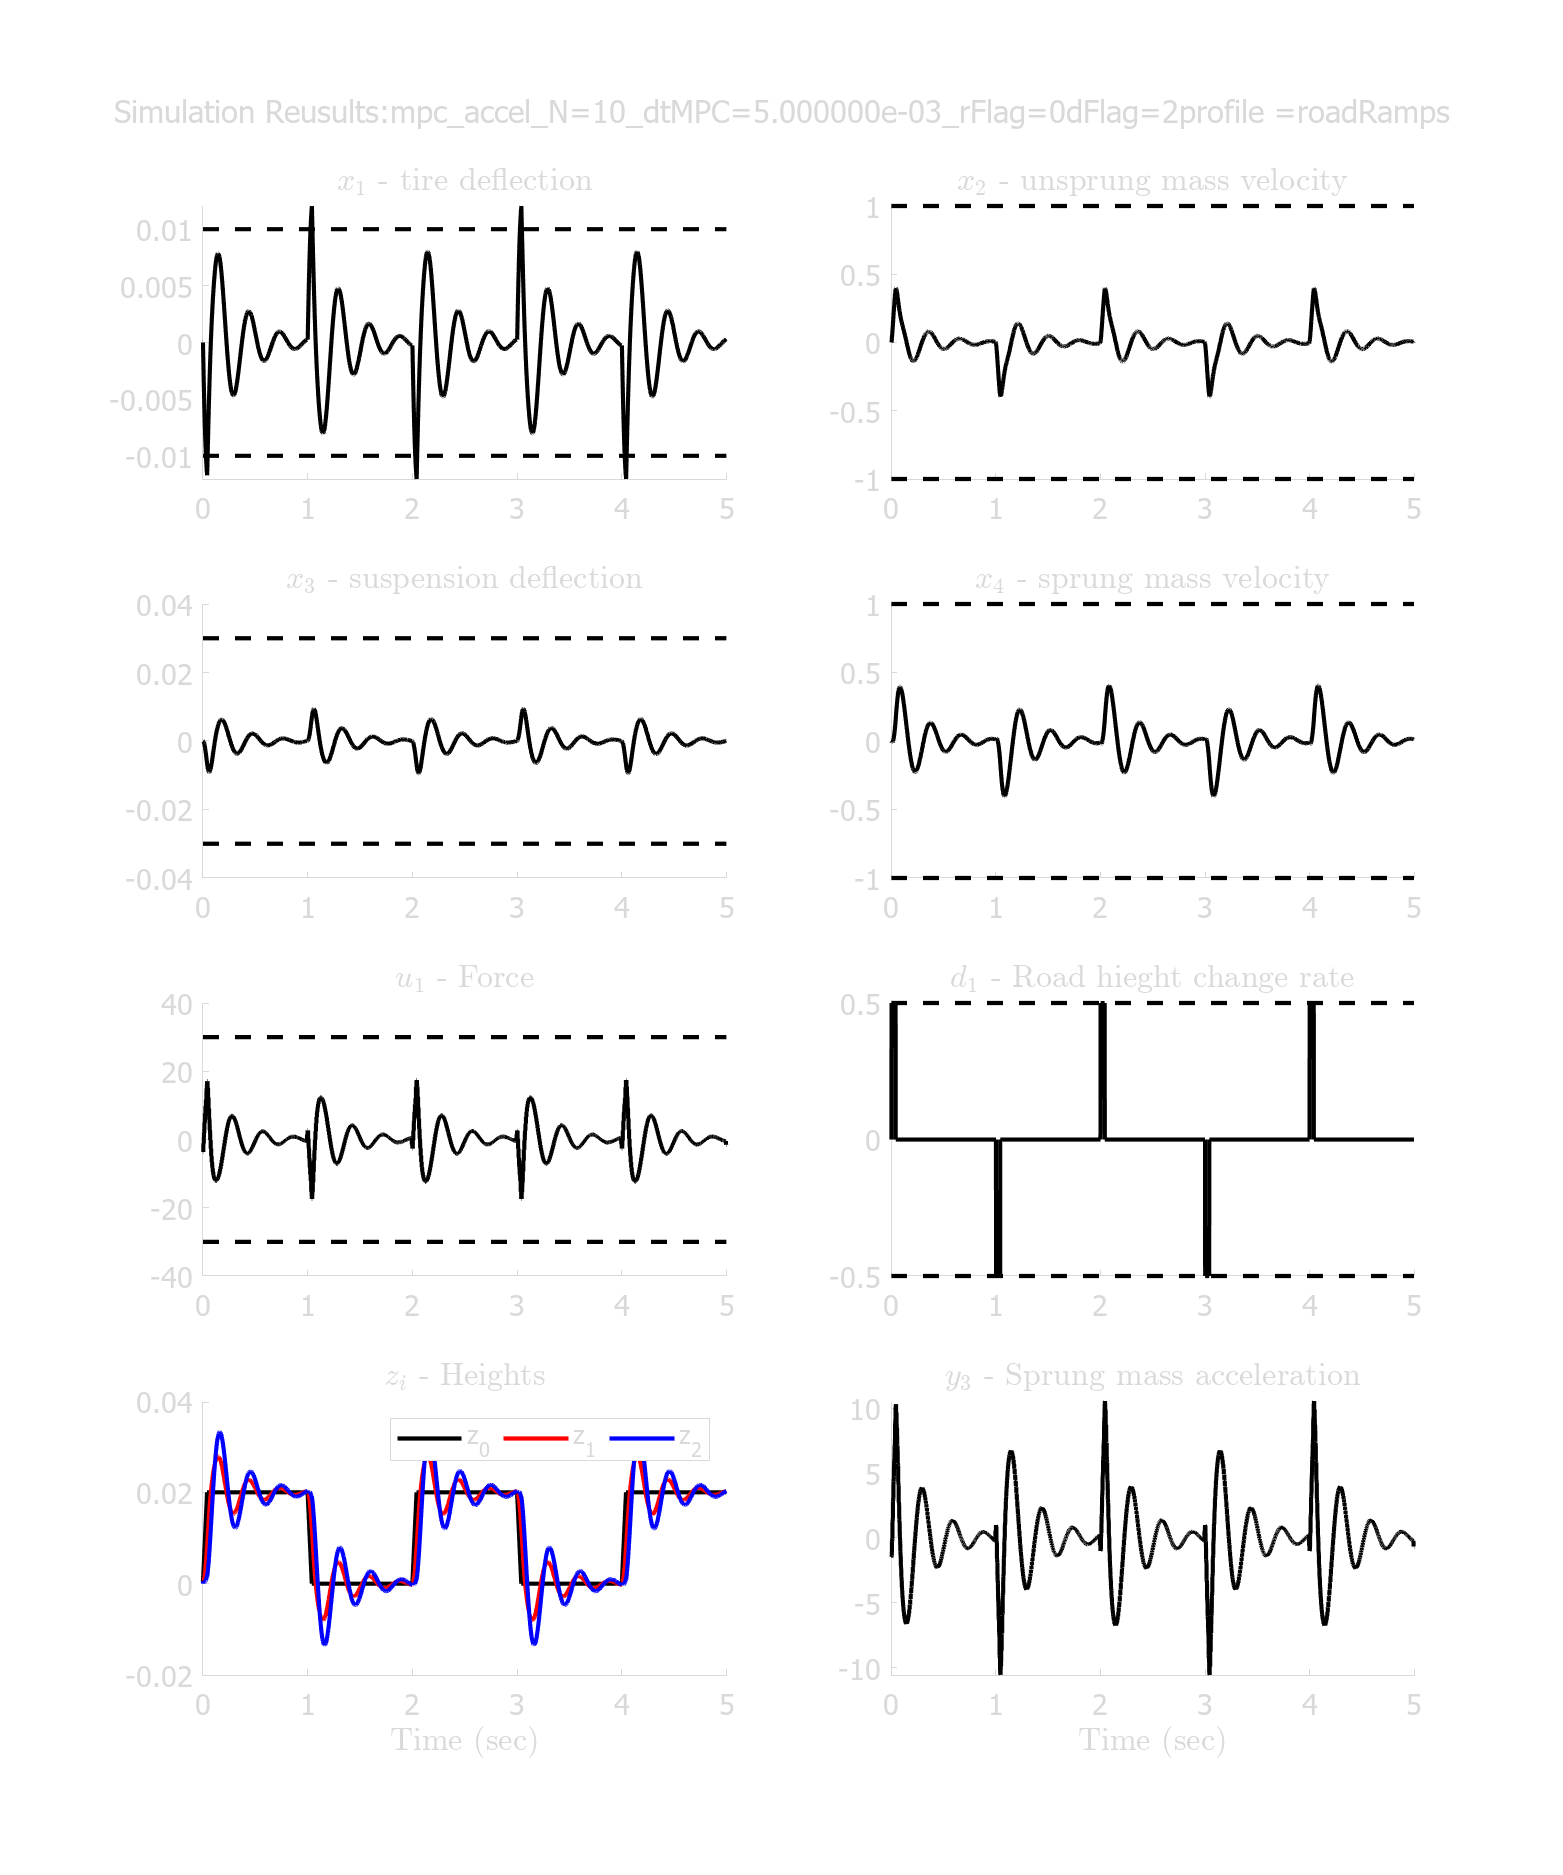 Simulation Reusults:mpc_accel_N=10_dtMPC=5.000000e-03_rFlag=0dFlag=2profile =roadRamps
x₁ - tire deflection
0.01
0.005
0
-0.005
-0.01
0 1 2 3 4 5
x₂ - unsprung mass velocity
1
0.5
0
-0.5
-1
0 1 2 3 4 5
x₃ - suspension deflection
0.04
0.02
0
-0.02
-0.04
0 1 2 3 4 5
x₄ - sprung mass velocity
1
0.5
0
-0.5
-1
0 1 2 3 4 5
u₁ - Force
40
20
0
-20
-40
0 1 2 3 4 5
d₁ - Road hieght change rate
0.5
0
-0.5
0 1 2 3 4 5
zᵢ - Heights
0.04
0.02
0
-0.02
z₀ z₁ z₂
0 1 2 3 4 5
Time (sec)
y₃ - Sprung mass acceleration
10
5
0
-5
-10
0 1 2 3 4 5
Time (sec)